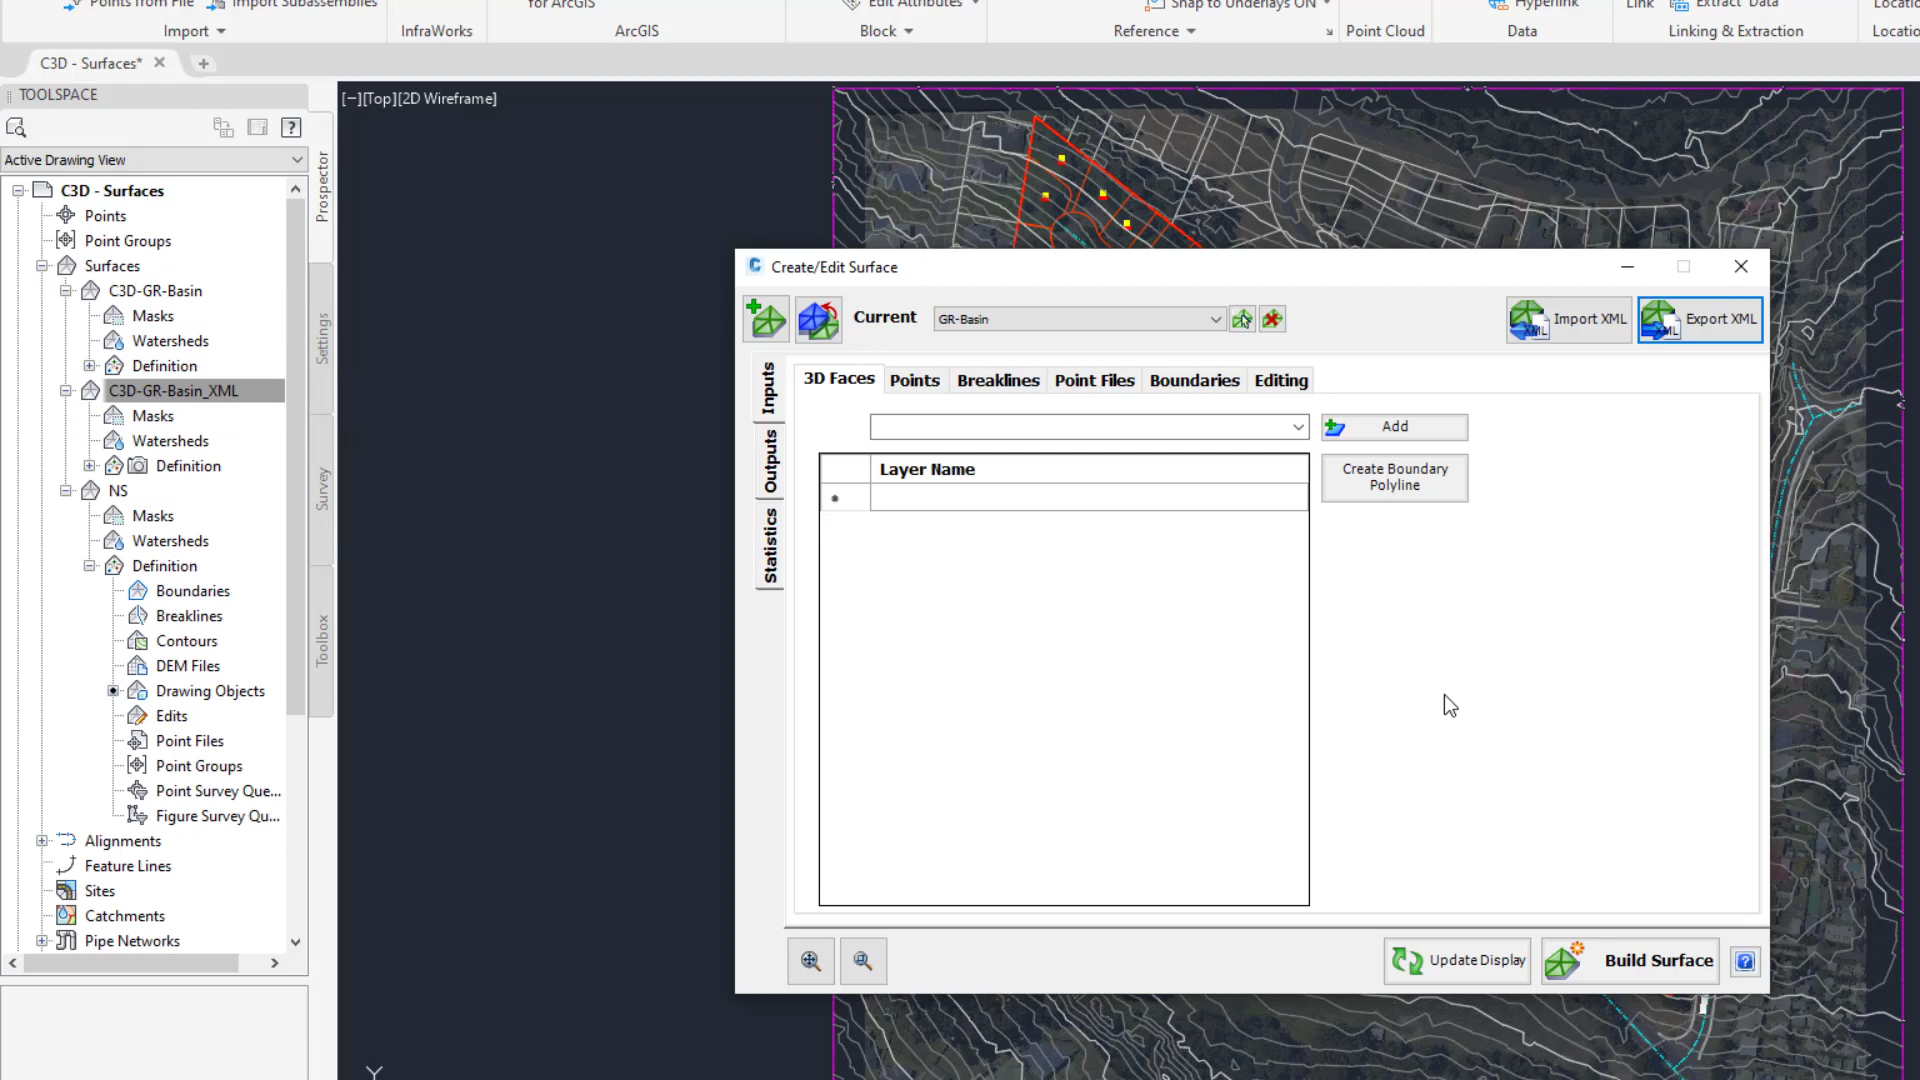 Points from File
Import Subassemblies
for ArcGIS
Edit Attributes
Snap to Underlays ON
Hyperlink
Link
Extract Data
Import
InfraWorks
ArcGIS
Block
Reference
Point Cloud
Data
Linking & Extraction
C3D - Surfaces*
TOOLSPACE
[−][Top][2D Wireframe]
Active Drawing View
C3D - Surfaces
Points
Point Groups
Surfaces
C3D-GR-Basin
Masks
Watersheds
Definition
C3D-GR-Basin_XML
Masks
Watersheds
Definition
NS
Masks
Watersheds
Definition
Boundaries
Breaklines
Contours
DEM Files
Drawing Objects
Edits
Point Files
Point Groups
Point Survey Que...
Figure Survey Qu...
Alignments
Feature Lines
Sites
Catchments
Pipe Networks
Prospector
Settings
Survey
Toolbox
Create/Edit Surface
Current
GR-Basin
Import XML
Export XML
Inputs
Outputs
Statistics
3D Faces
Points
Breaklines
Point Files
Boundaries
Editing
Add
Layer Name
Create Boundary
Polyline
Update Display
Build Surface
Y